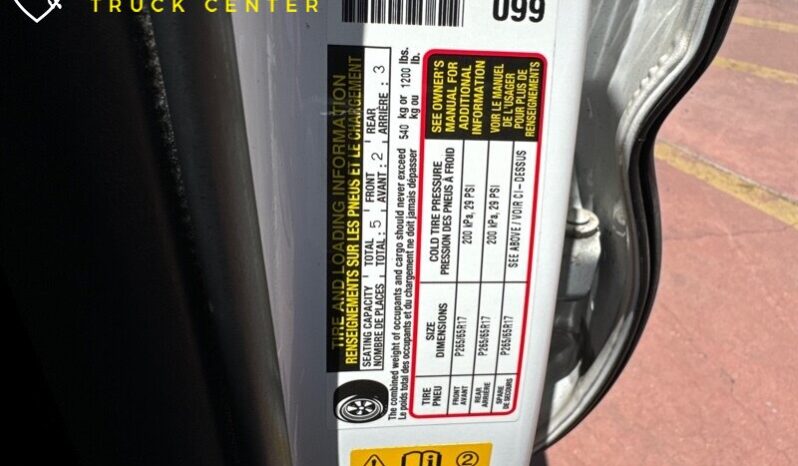 TRUCK CENTER
099
TIRE AND LOADING INFORMATION
RENSEIGNEMENTS SUR LES PNEUS ET LE CHARGEMENT
SEATING CAPACITY TOTAL : 5 FRONT : 2 REAR : 3
NOMBRE DE PLACES TOTAL : 5 AVANT : 2 ARRIÈRE : 3
The combined weight of occupants and cargo should never exceed 540 kg or 1200 lbs.
Le poids total des occupants et du chargement ne doit jamais dépasser kg ou lb.
TIRE PNEU
SIZE DIMENSIONS
COLD TIRE PRESSURE
PRESSION DES PNEUS À FROID
FRONT AVANT P265/65R17 200 kPa, 29 PSI
REAR ARRIÈRE P265/65R17 200 kPa, 29 PSI
SPARE DE SECOURS P265/65R17 SEE ABOVE / VOIR CI-DESSUS
SEE OWNER'S
MANUAL FOR
ADDITIONAL
INFORMATION
VOIR LE MANUEL
DE L'USAGER
POUR PLUS DE
RENSEIGNEMENTS
2